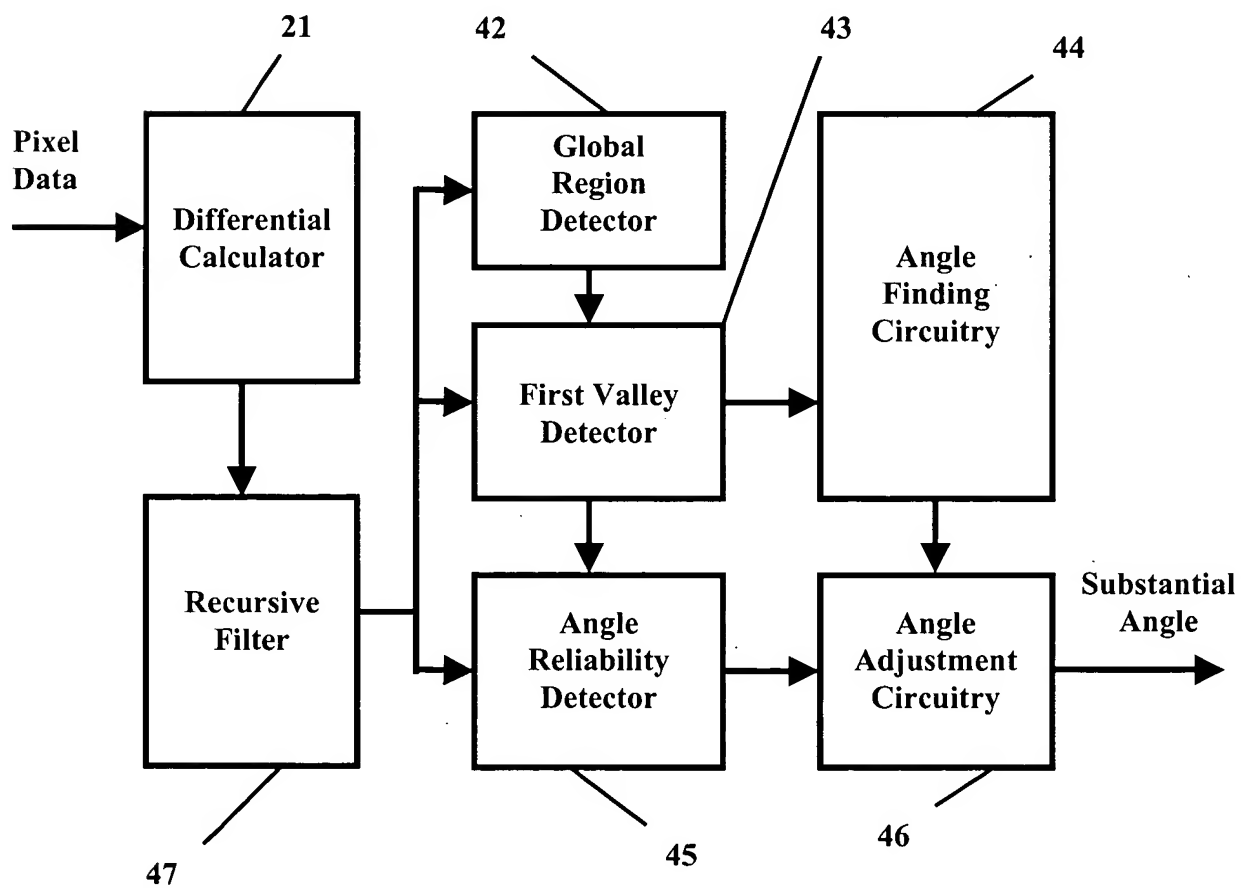 21
42
43
44
Pixel
Data
Differential
Calculator
Global
Region
Detector
Angle
Finding
Circuitry
First Valley
Detector
Recursive
Filter
Angle
Reliability
Detector
Angle
Adjustment
Circuitry
Substantial
Angle
47
45
46